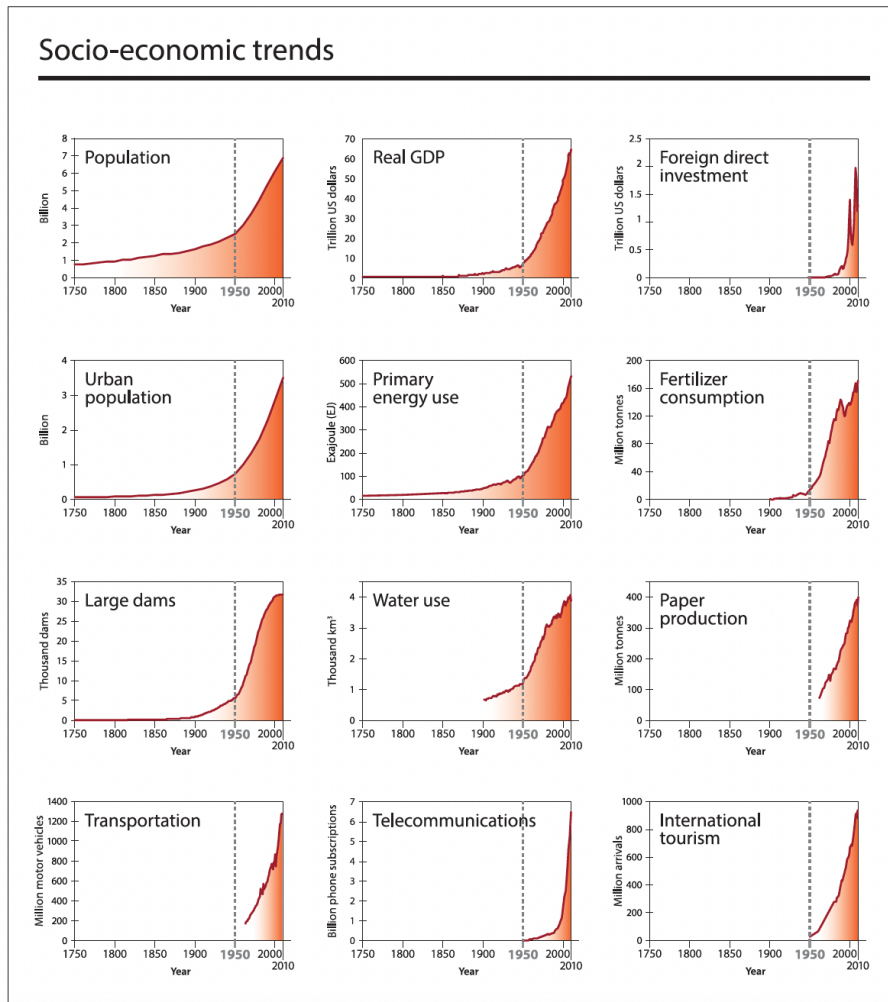 Socio-economic trends
Population
Billion
8
7
6
5
4
3
2
1
0
1750 1800 1850 1900 1950 2000 2010
Year
Real GDP
Trillion US dollars
70
60
50
40
30
20
10
0
1750 1800 1850 1900 1950 2000 2010
Year
Foreign direct
investment
Trillion US dollars
2.5
2
1.5
1
0.5
0
1750 1800 1850 1900 1950 2000 2010
Year
Urban
population
Billion
4
3
2
1
0
1750 1800 1850 1900 1950 2000 2010
Year
Primary
energy use
Exajoule (EJ)
600
500
400
300
200
100
0
1750 1800 1850 1900 1950 2000 2010
Year
Fertilizer
consumption
Million tonnes
200
160
120
80
40
0
1750 1800 1850 1900 1950 2000 2010
Year
Large dams
Thousand dams
35
30
25
20
15
10
5
0
1750 1800 1850 1900 1950 2000 2010
Year
Water use
Thousand km³
4
3
2
1
0
1750 1800 1850 1900 1950 2000 2010
Year
Paper
production
Million tonnes
400
300
200
100
0
1750 1800 1850 1900 1950 2000 2010
Year
Transportation
Million motor vehicles
1400
1200
1000
800
600
400
200
0
1750 1800 1850 1900 1950 2000 2010
Year
Telecommunications
Billion phone subscriptions
7
6
5
4
3
2
1
0
1750 1800 1850 1900 1950 2000 2010
Year
International
tourism
Million arrivals
1000
800
600
400
200
0
1750 1800 1850 1900 1950 2000 2010
Year